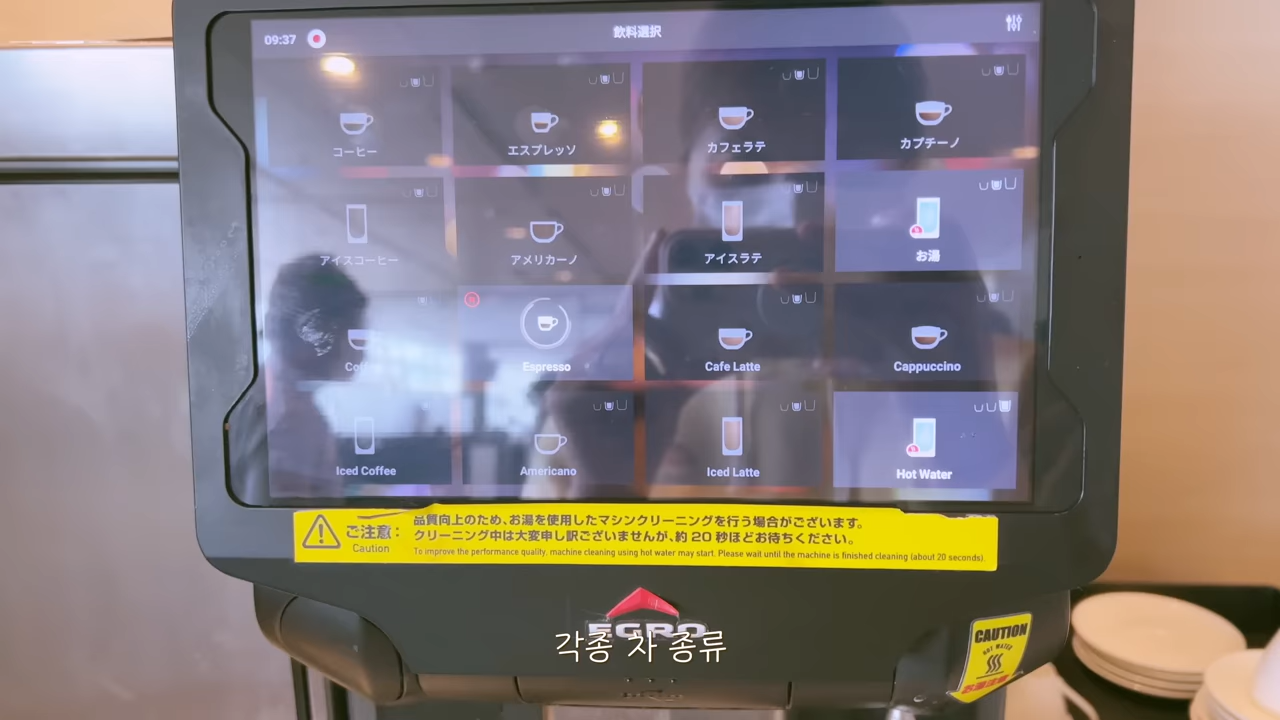 09:37
飲料選択
コーヒー
エスプレッソ
カフェラテ
カプチーノ
アイスコーヒー
アメリカーノ
アイスラテ
お湯
Espresso
Cafe Latte
Cappuccino
Iced Coffee
Americano
Iced Latte
Hot Water
ご注意:
Caution
品質向上のため、お湯を使用したマシンクリーニングを行う場合がございます。
クリーニング中は大変申し訳ございませんが、約 20 秒ほどお待ちください。
To improve the performance quality, machine cleaning using hot water may start. Please wait until the machine is finished cleaning (about 20 seconds).
EGRO
각종 차 종류
CAUTION
HOT WATER
お湯注意